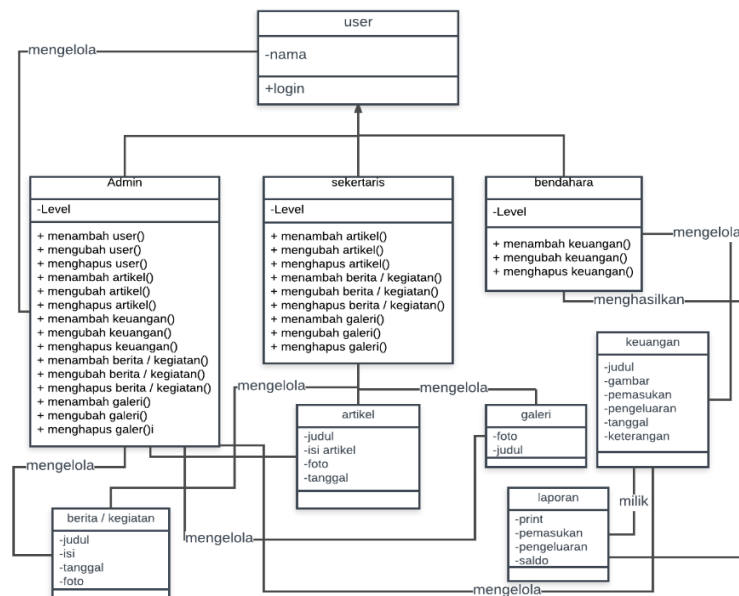 user
-nama
+login
mengelola
Admin
-Level
+ menambah user()
+ mengubah user()
+ menghapus user()
+ menambah artikel()
+ mengubah artikel()
+ menghapus artikel()
+ menambah keuangan()
+ mengubah keuangan()
+ menghapus keuangan()
+ menambah berita / kegiatan()
+ mengubah berita / kegiatan()
+ menghapus berita / kegiatan()
+ menambah galeri()
+ mengubah galeri()
+ menghapus galer()i
sekertaris
-Level
+ menambah artikel()
+ mengubah artikel()
+ menghapus artikel()
+ menambah berita / kegiatan()
+ mengubah berita / kegiatan()
+ menghapus berita / kegiatan()
+ menambah galeri()
+ mengubah galeri()
+ menghapus galeri()
bendahara
-Level
+ menambah keuangan()
+ mengubah keuangan()
+ menghapus keuangan()
mengelola
menghasilkan
keuangan
-judul
-gambar
-pemasukan
-pengeluaran
-tanggal
-keterangan
mengelola
mengelola
artikel
-judul
-isi artikel
-foto
-tanggal
galeri
-foto
-judul
mengelola
berita / kegiatan
-judul
-isi
-tanggal
-foto
mengelola
milik
laporan
-print
-pemasukan
-pengeluaran
-saldo
mengelola